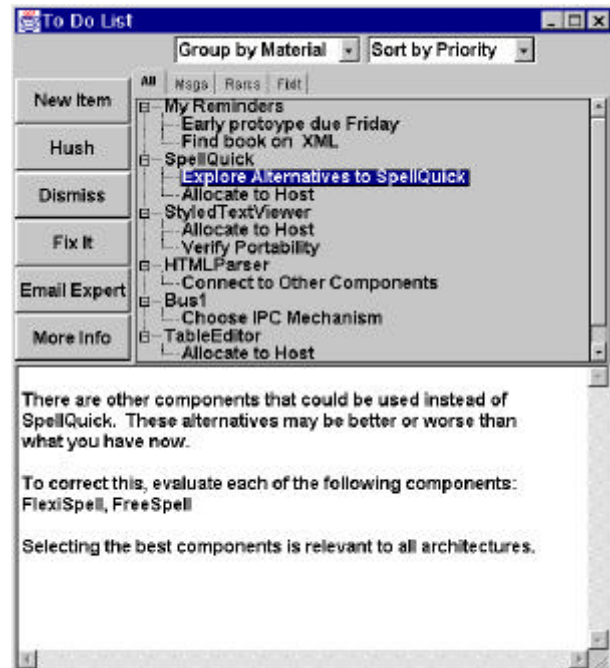 To Do List
Group by Material
Sort by Priority
New Item
Hush
Dismiss
Fix It
Email Expert
More Info
All
My Reminders
Early protoype due Friday
Find book on XML
SpellQuick
Explore Alternatives to SpellQuick
Allocate to Host
StyledTextViewer
Allocate to Host
Verify Portability
HTMLParser
Connect to Other Components
Bus1
Choose IPC Mechanism
TableEditor
Allocate to Host
There are other components that could be used instead of
SpellQuick. These alternatives may be better or worse than
what you have now.
To correct this, evaluate each of the following components:
FlexiSpell, FreeSpell
Selecting the best components is relevant to all architectures.